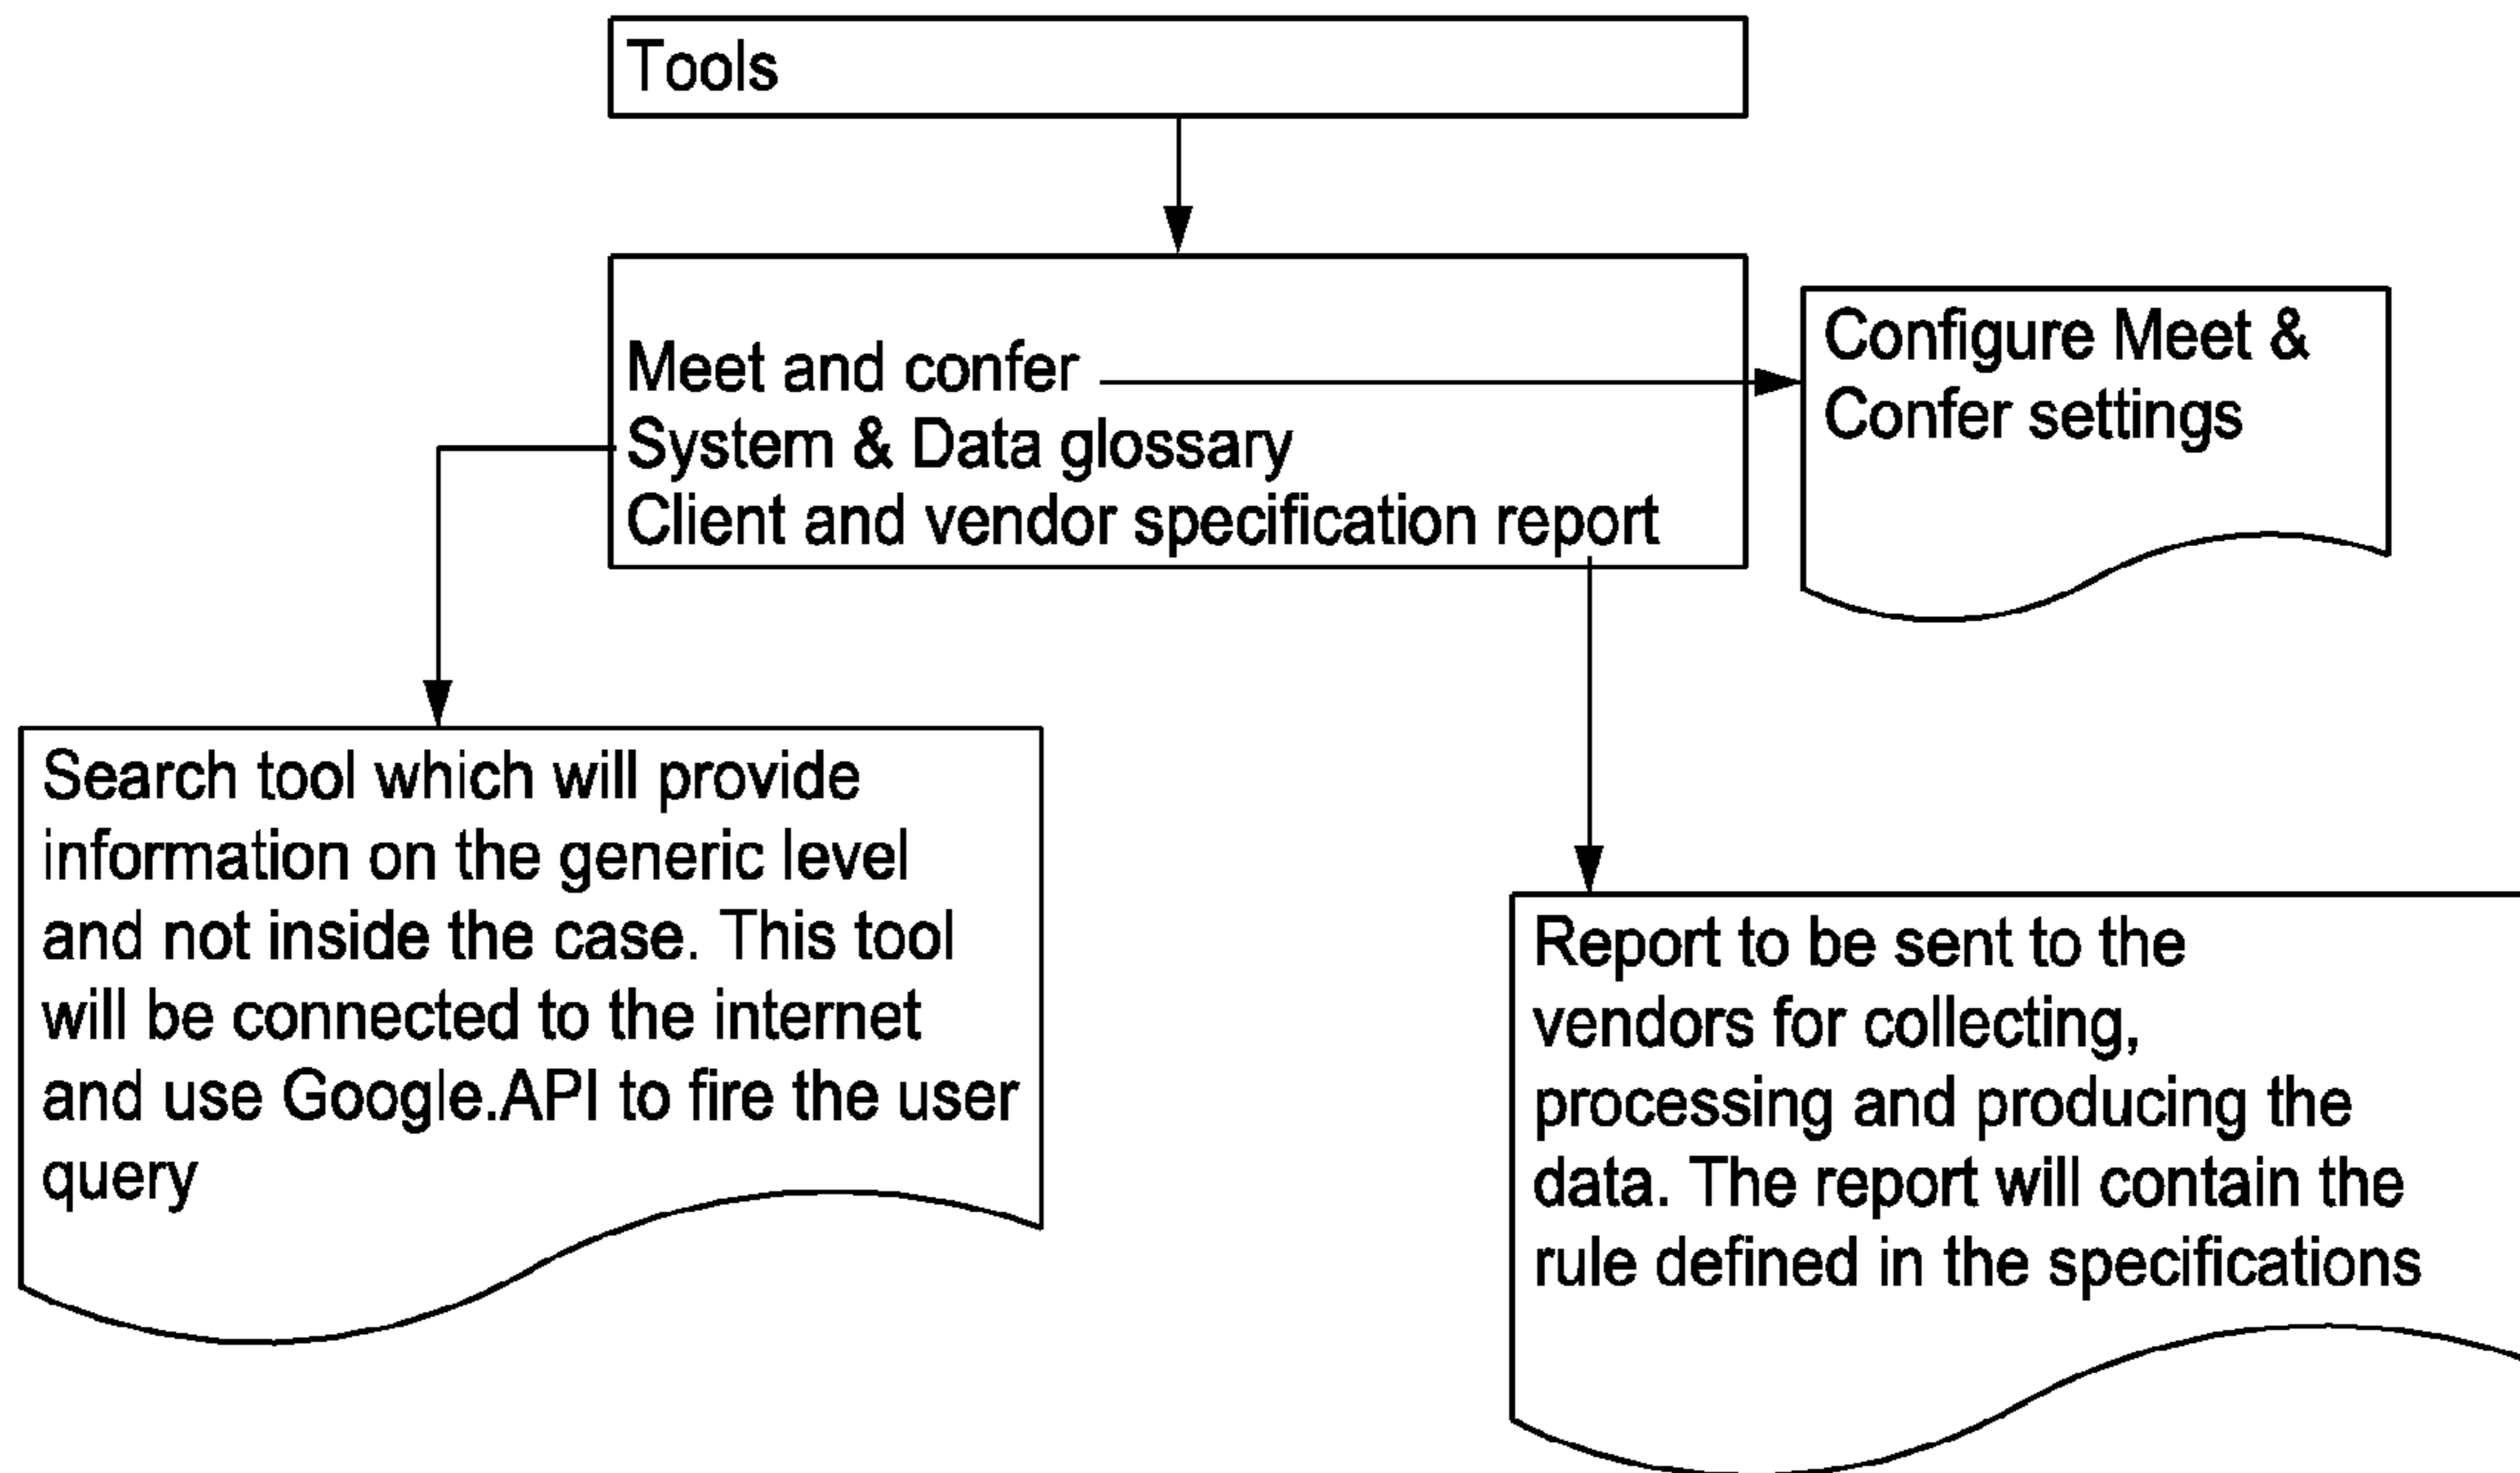 Tools
Meet and confer
System & Data glossary
Client and vendor specification report
Configure Meet &
Confer settings
Search tool which will provide
information on the generic level
and not inside the case. This tool
will be connected to the internet
and use Google.API to fire the user
query
Report to be sent to the
vendors for collecting,
processing and producing the
data. The report will contain the
rule defined in the specifications